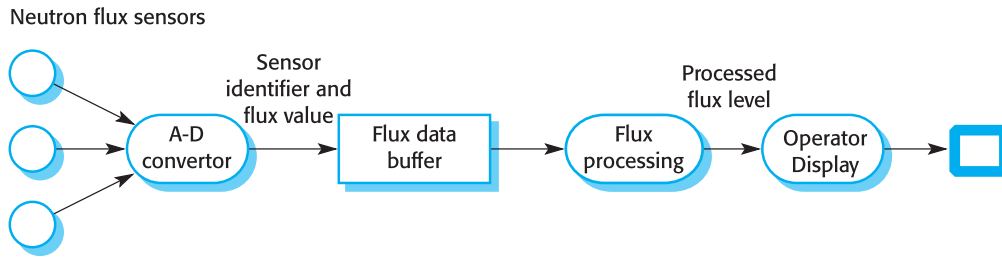 Neutron flux sensors
Sensor
identifier and
flux value
Processed
flux level
A-D
convertor
Flux data
buffer
Flux
processing
Operator
Display